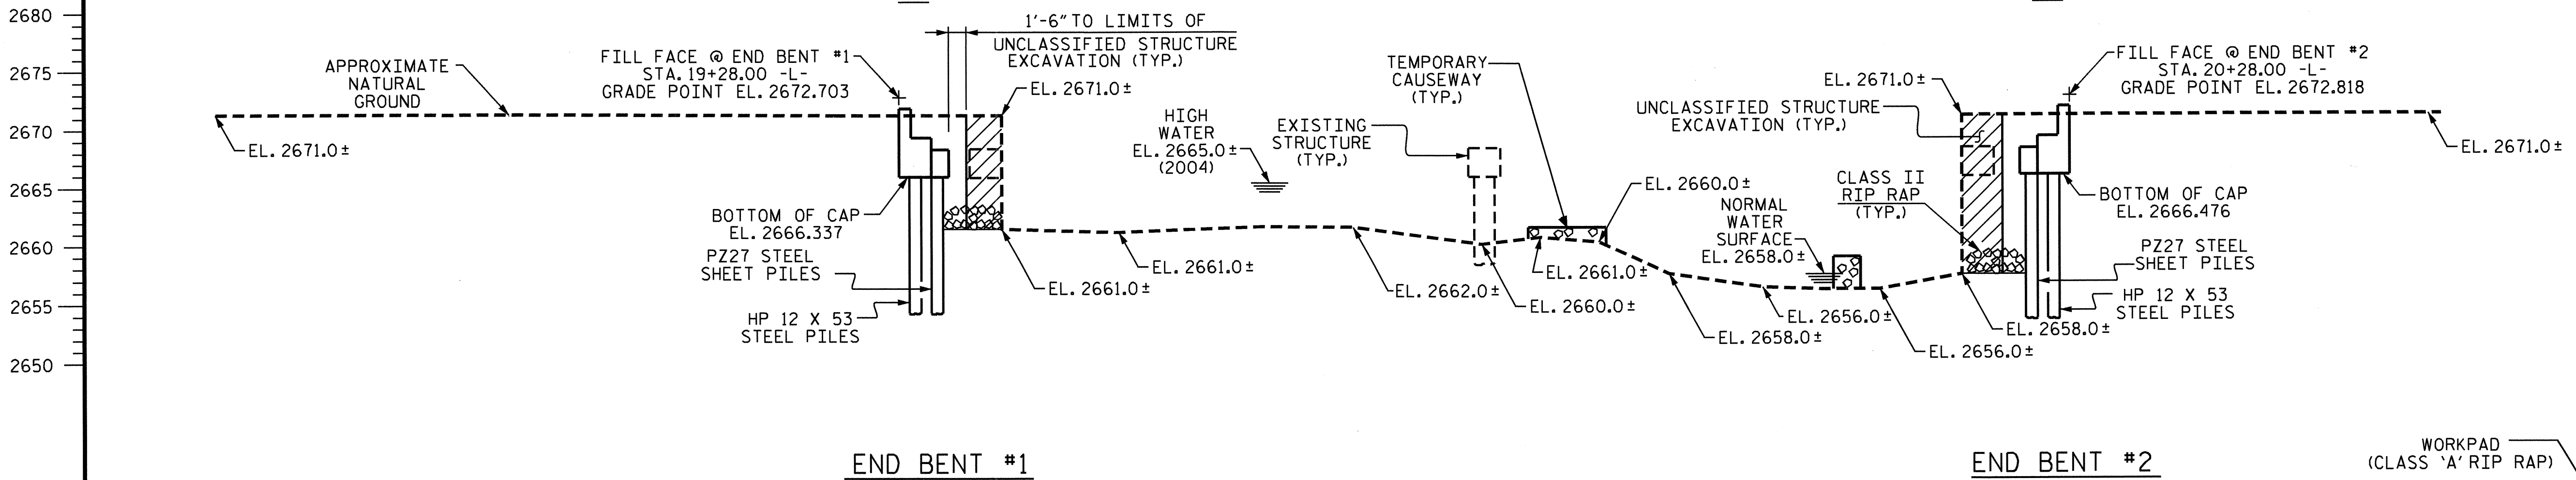 2680
2675
2670
2665
2660
2655
2650
APPROXIMATE
NATURAL
GROUND
EL. 2671.0±
FILL FACE @ END BENT #1
STA. 19+28.00 -L-
GRADE POINT EL. 2672.703
1'-6" TO LIMITS OF
UNCLASSIFIED STRUCTURE
EXCAVATION (TYP.)
EL. 2671.0±
BOTTOM OF CAP
EL. 2666.337
PZ27 STEEL
SHEET PILES
HP 12 X 53
STEEL PILES
EL. 2661.0±
EL. 2661.0±
HIGH
WATER
EL. 2665.0±
(2004)
EXISTING
STRUCTURE
(TYP.)
TEMPORARY
CAUSEWAY
(TYP.)
EL. 2662.0±
EL. 2660.0±
EL. 2661.0±
EL. 2660.0±
NORMAL
WATER
SURFACE
EL. 2658.0±
EL. 2658.0±
EL. 2656.0±
EL. 2656.0±
EL. 2671.0±
UNCLASSIFIED STRUCTURE
EXCAVATION (TYP.)
CLASS II
RIP RAP
(TYP.)
EL. 2658.0±
FILL FACE @ END BENT #2
STA. 20+28.00 -L-
GRADE POINT EL. 2672.818
EL. 2671.0±
BOTTOM OF CAP
EL. 2666.476
PZ27 STEEL
SHEET PILES
HP 12 X 53
STEEL PILES
END BENT #1
END BENT #2
WORKPAD
(CLASS 'A' RIP RAP)